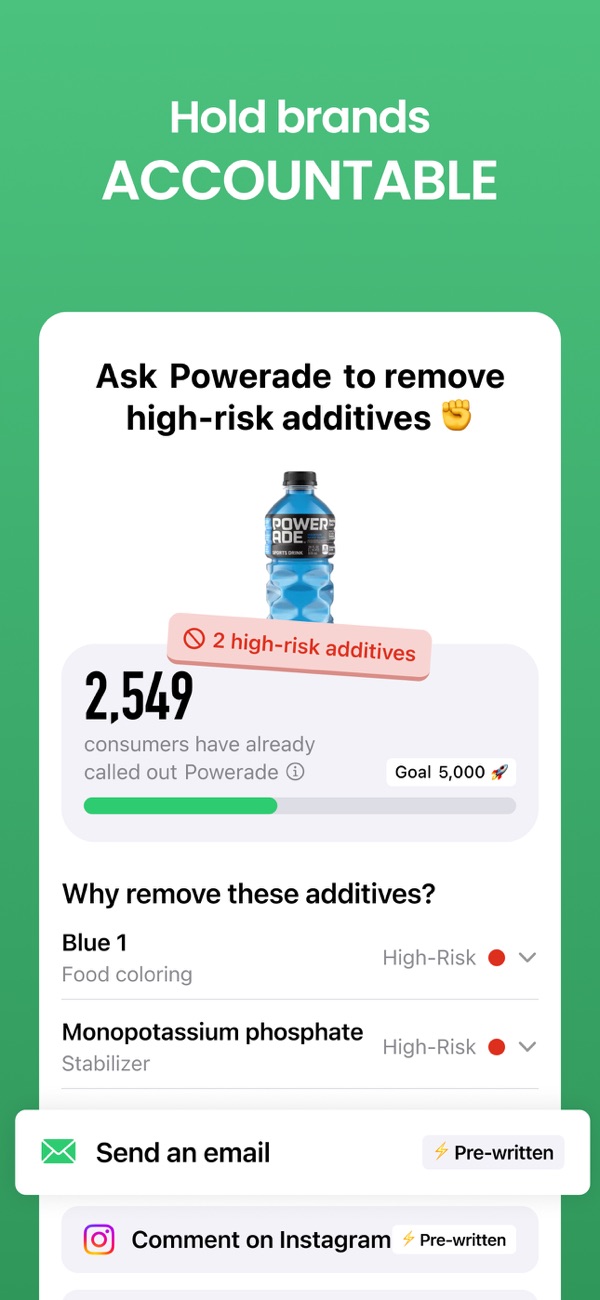 Hold brands
ACCOUNTABLE
Ask Powerade to remove
high-risk additives ✊
POWER
ADE
SPORTS DRINK
🚫 2 high-risk additives
2,549
consumers have already
called out Powerade ⓘ
Goal 5,000 🚀
Why remove these additives?
Blue 1
Food coloring
High-Risk
Monopotassium phosphate
Stabilizer
High-Risk
Send an email
⚡ Pre-written
Comment on Instagram
⚡ Pre-written